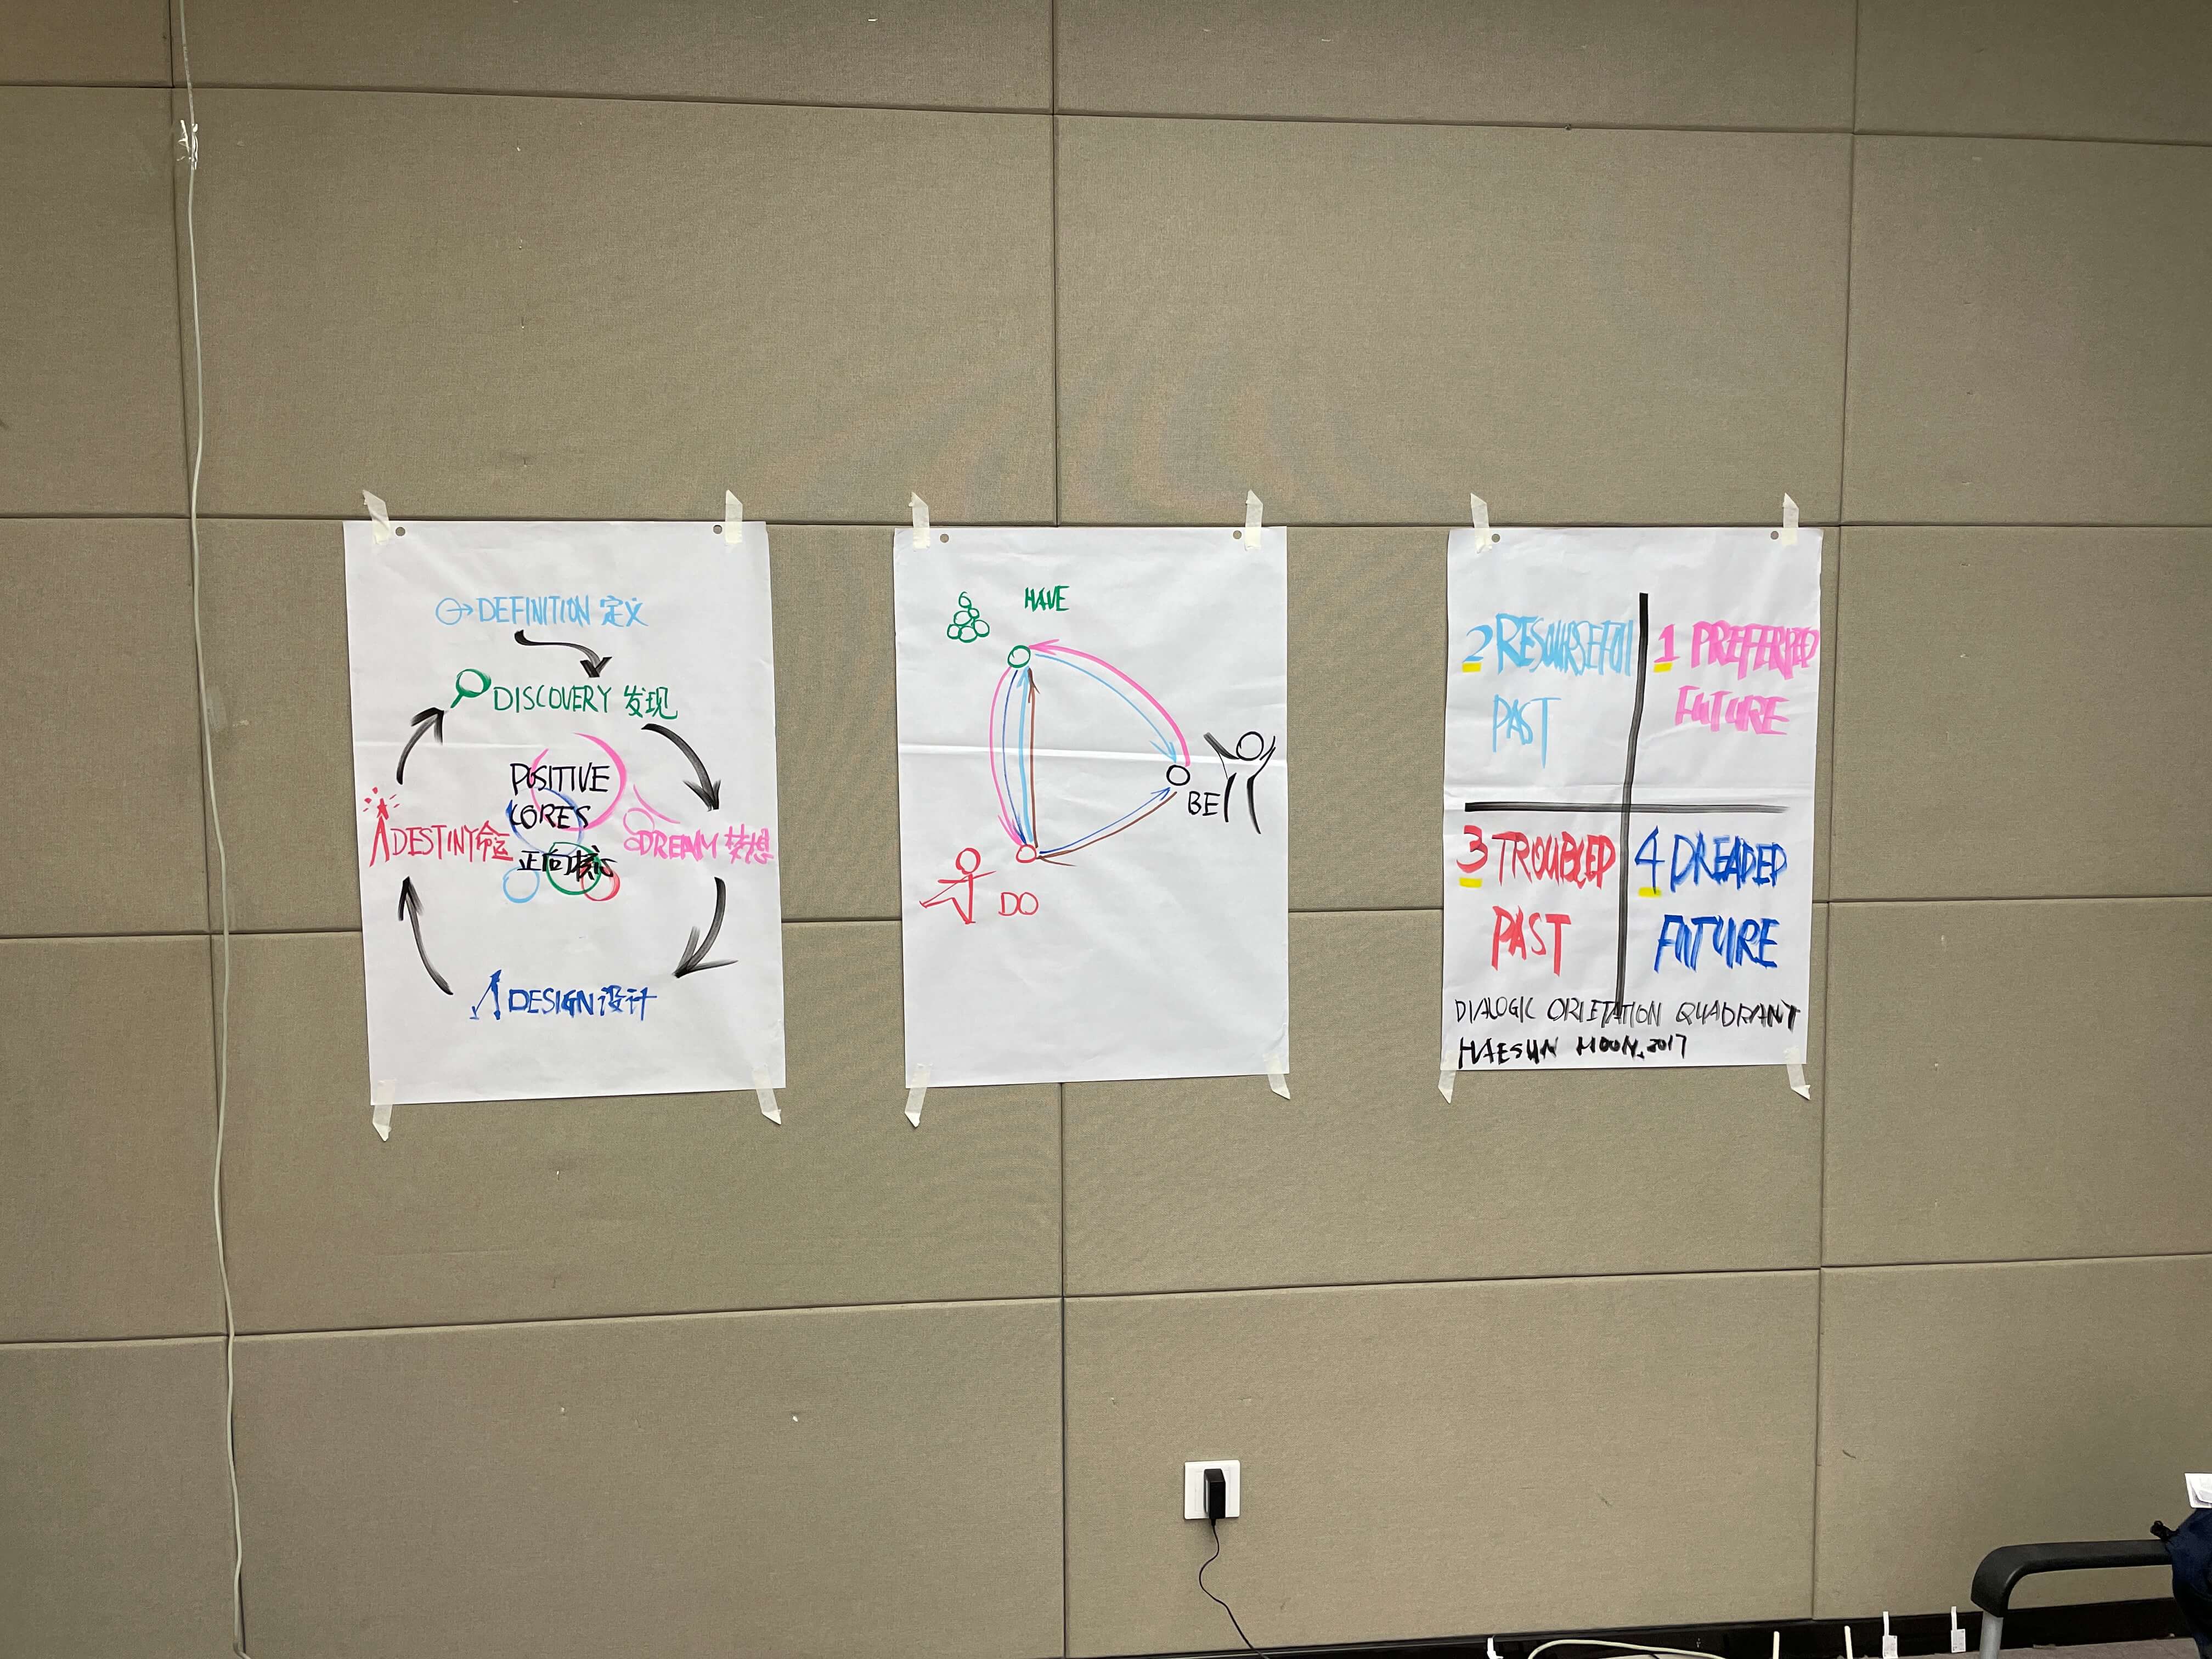 DEFINITION 定义
DISCOVERY 发现
POSITIVE
CORES
正向核心
DESTINY 命运
DREAM 梦想
DESIGN 设计
HAVE
BE
DO
2 RESOURSEFUL
PAST
1 PREFERRED
FUTURE
3 TROUBLED
PAST
4 DREADED
FUTURE
DIALOGIC ORIETATION QUADRANT
HAESUN MOON, 2017